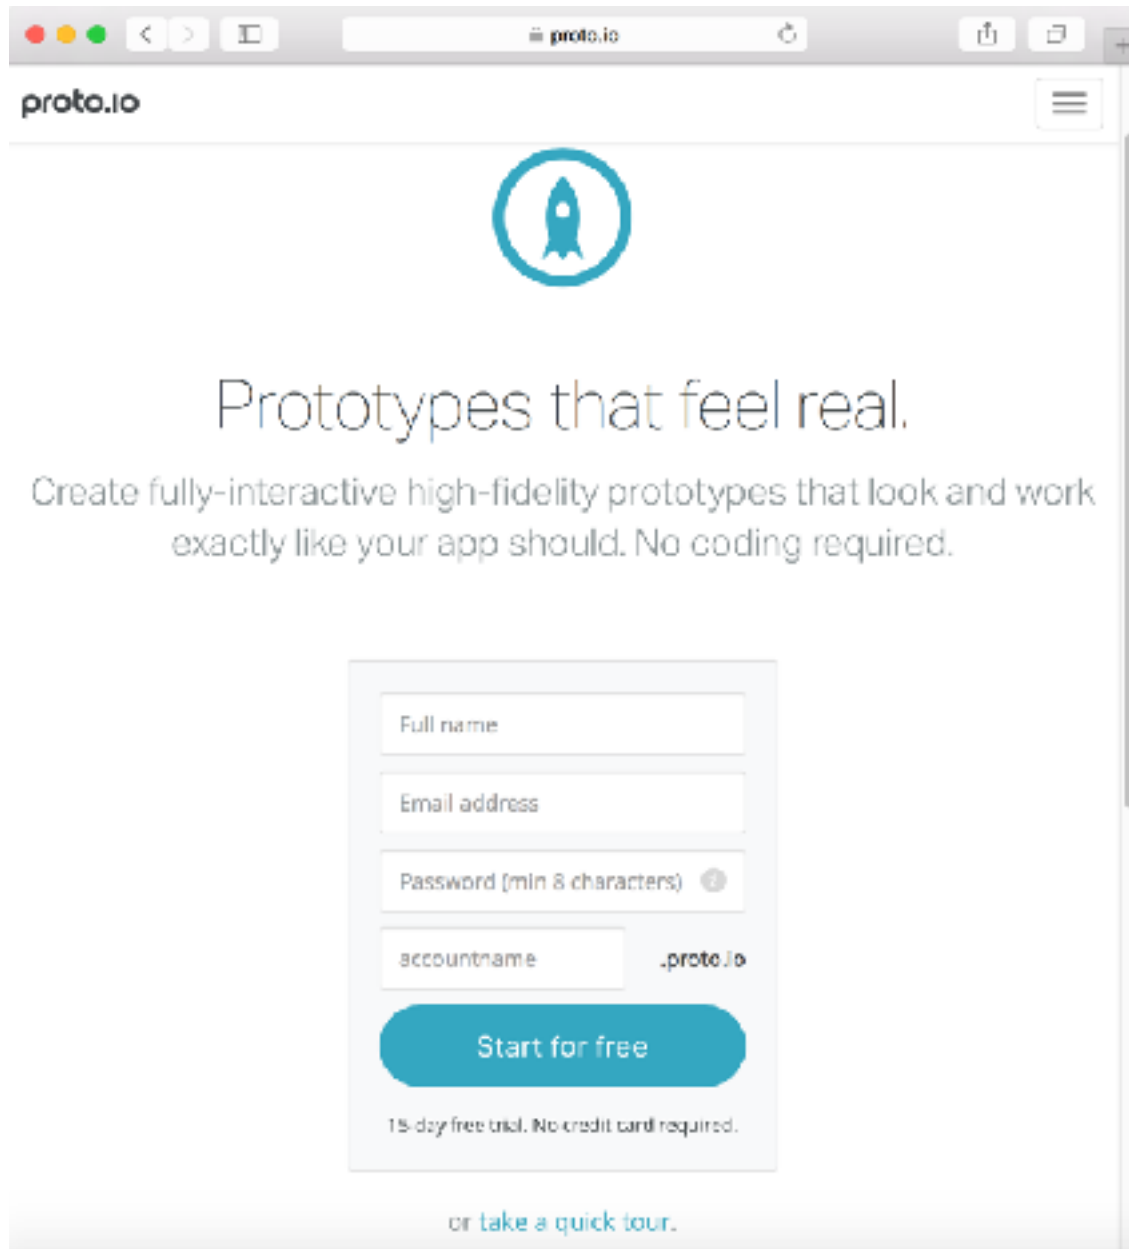 proto.io
proto.io
Prototypes that feel real.
Create fully-interactive high-fidelity prototypes that look and work
exactly like your app should. No coding required.
Full name
Email address
Password (min 8 characters)
accountname .proto.io
Start for free
15-day free trial. No credit card required.
or take a quick tour.